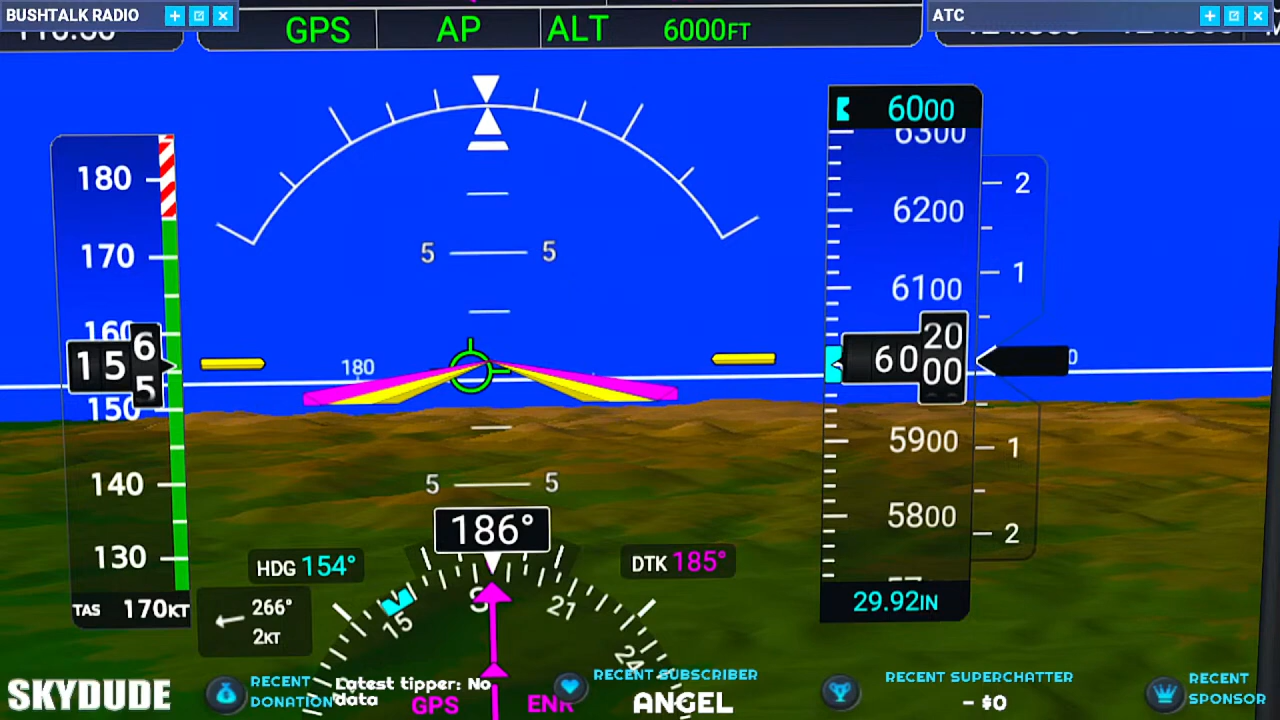 BUSHTALK RADIO
ATC
GPS AP ALT 6000FT
6000
6300
180
2
6200
170
5 5
1
6100
160
156
5
180
6020
00
150
5900
1
140
5 5
5800
2
186°
130
HDG 154°
DTK 185°
29.92IN
TAS 170KT
266°
2KT
15
S
21
24
SKYDUDE
RECENT DONATION
Latest tipper: No data
GPS
ENR
RECENT SUBSCRIBER
ANGEL
RECENT SUPERCHATTER
- $0
RECENT SPONSOR